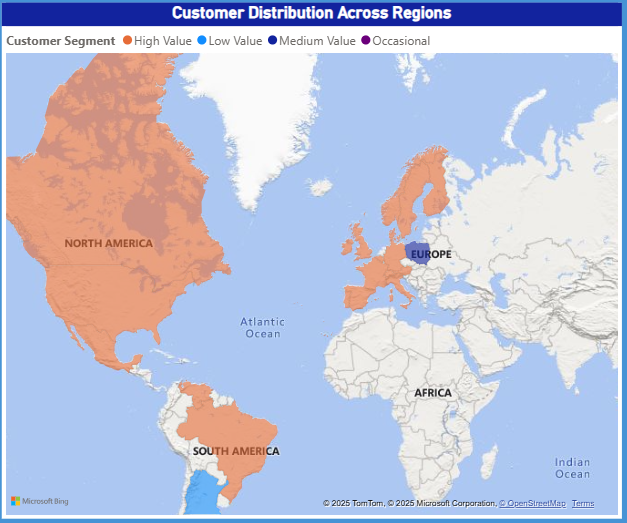 Customer Distribution Across Regions
Customer Segment High Value Low Value Medium Value Occasional
NORTH AMERICA
EUROPE
Atlantic
Ocean
AFRICA
SOUTH AMERICA
Indian
Ocean
Microsoft Bing
© 2025 TomTom, © 2025 Microsoft Corporation, © OpenStreetMap Terms